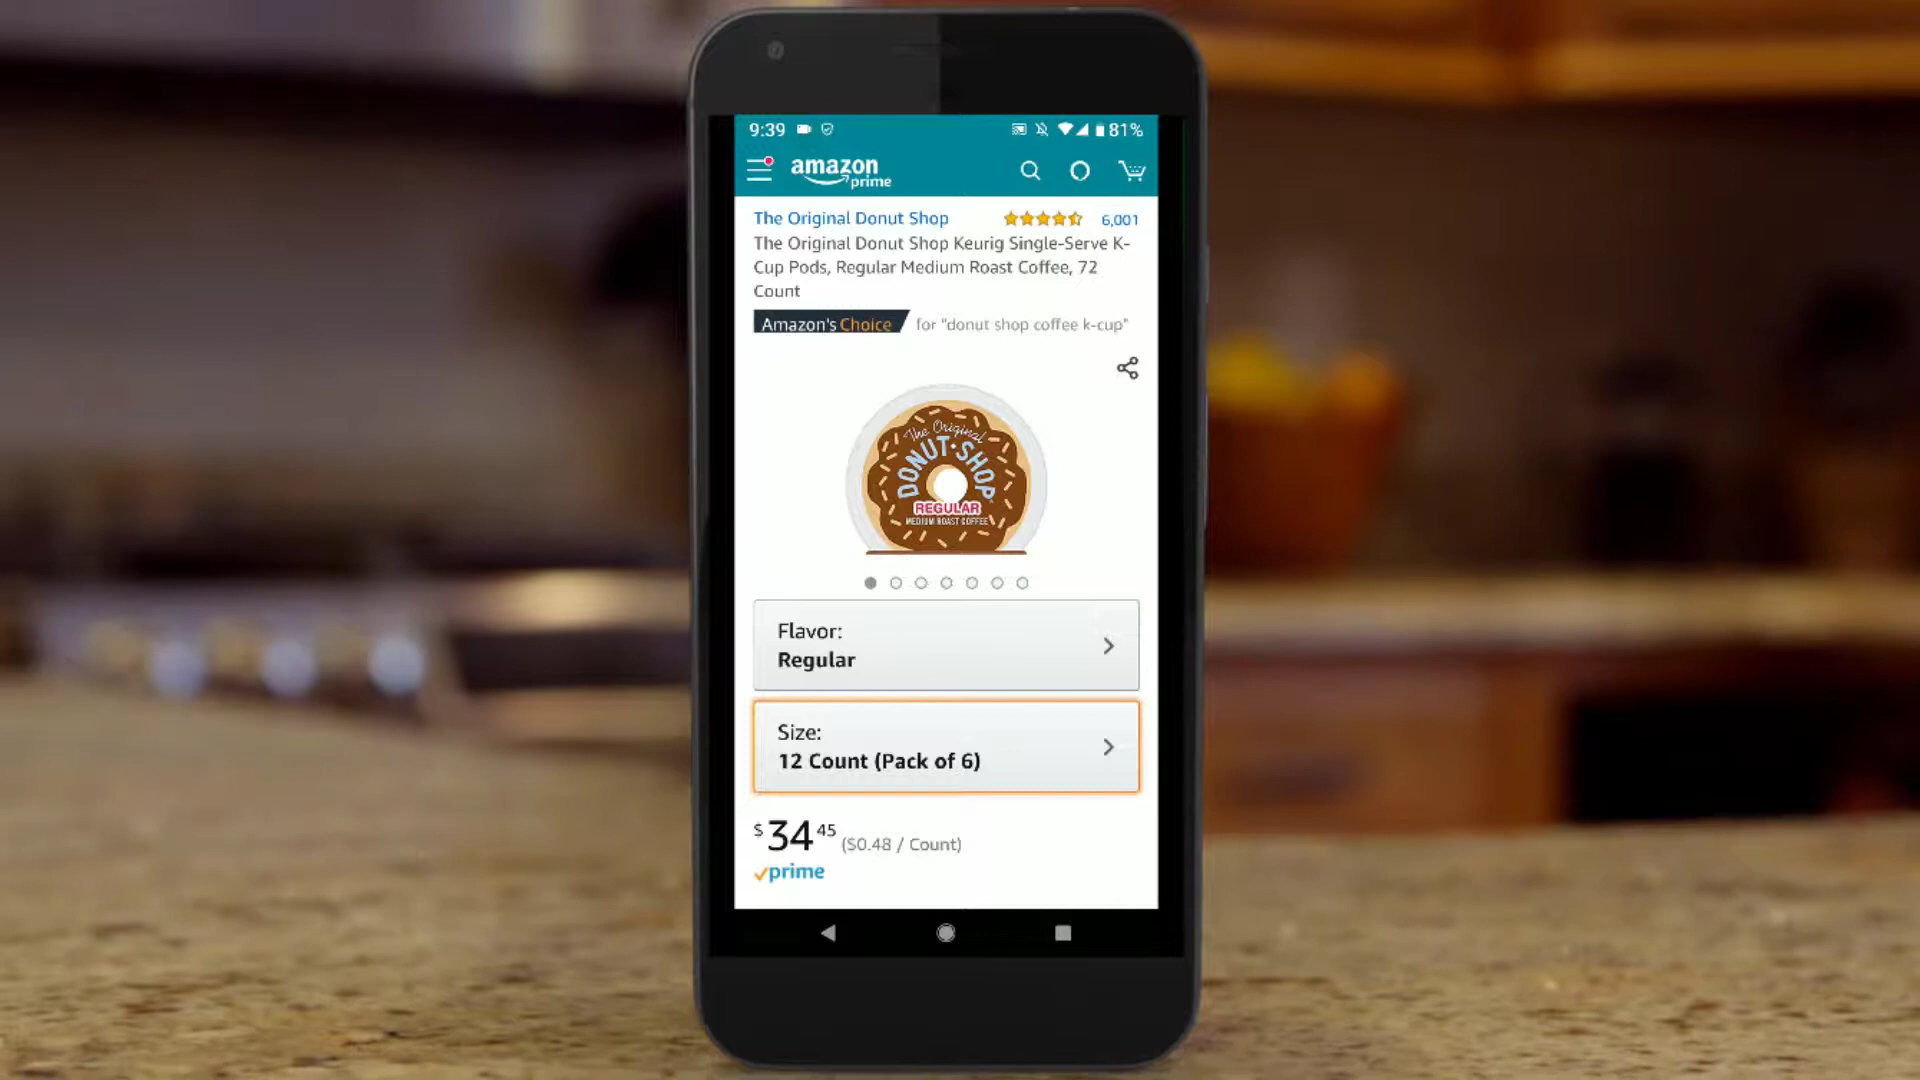 9:39 81%
amazon prime
The Original Donut Shop 6,001
The Original Donut Shop Keurig Single-Serve K-
Cup Pods, Regular Medium Roast Coffee, 72
Count
Amazon's Choice for "donut shop coffee k-cup"
The Original
DONUT·SHOP
REGULAR
MEDIUM ROAST COFFEE
Flavor:
Regular
Size:
12 Count (Pack of 6)
$34 45 ($0.48 / Count)
prime